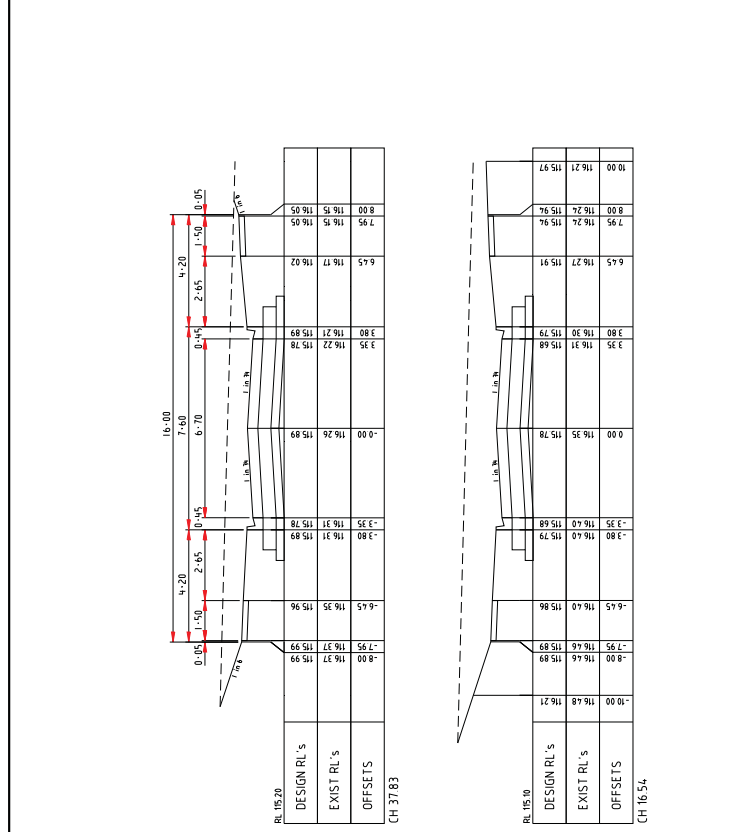 16·00
4·20 7·60 4·20
0·05 1·50 2·65 0·45 6·70 0·45 2·65 1·50 0·05
1 in 6 1 in 1 in 1 in 6
RL 115.20
DESIGN RL's 115.99 115.99 115.96 115.89 115.78 115.89 115.78 115.89 116.02 116.05 116.05
EXIST RL's 116.37 116.37 116.35 116.31 116.31 116.26 116.22 116.21 116.17 116.15 116.15
OFFSETS -8.00 -7.95 -6.45 -3.80 -3.35 -0.00 3.35 3.80 6.45 7.95 8.00
CH 37.83
1 in 1 in
RL 115.10
DESIGN RL's 116.21 115.89 115.89 115.86 115.79 115.68 115.78 115.68 115.79 115.91 115.94 115.94 115.97
EXIST RL's 116.48 116.46 116.46 116.40 116.40 116.40 116.35 116.31 116.30 116.27 116.24 116.24 116.21
OFFSETS -10.00 -8.00 -7.95 -6.45 -3.80 -3.35 0.00 3.35 3.80 6.45 7.95 8.00 10.00
CH 16.54